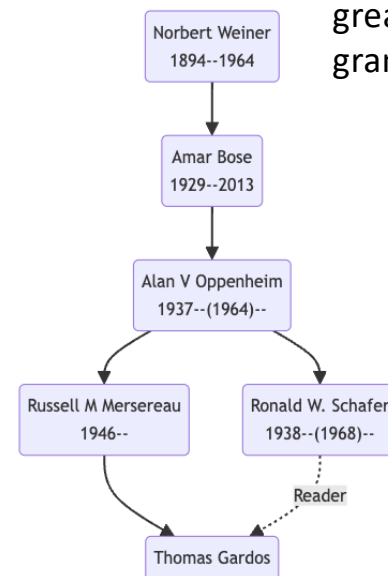 Norbert Weiner
1894--1964
Amar Bose
1929--2013
Alan V Oppenheim
1937--(1964)--
Russell M Mersereau
1946--
Ronald W. Schafer
1938--(1968)--
Reader
Thomas Gardos